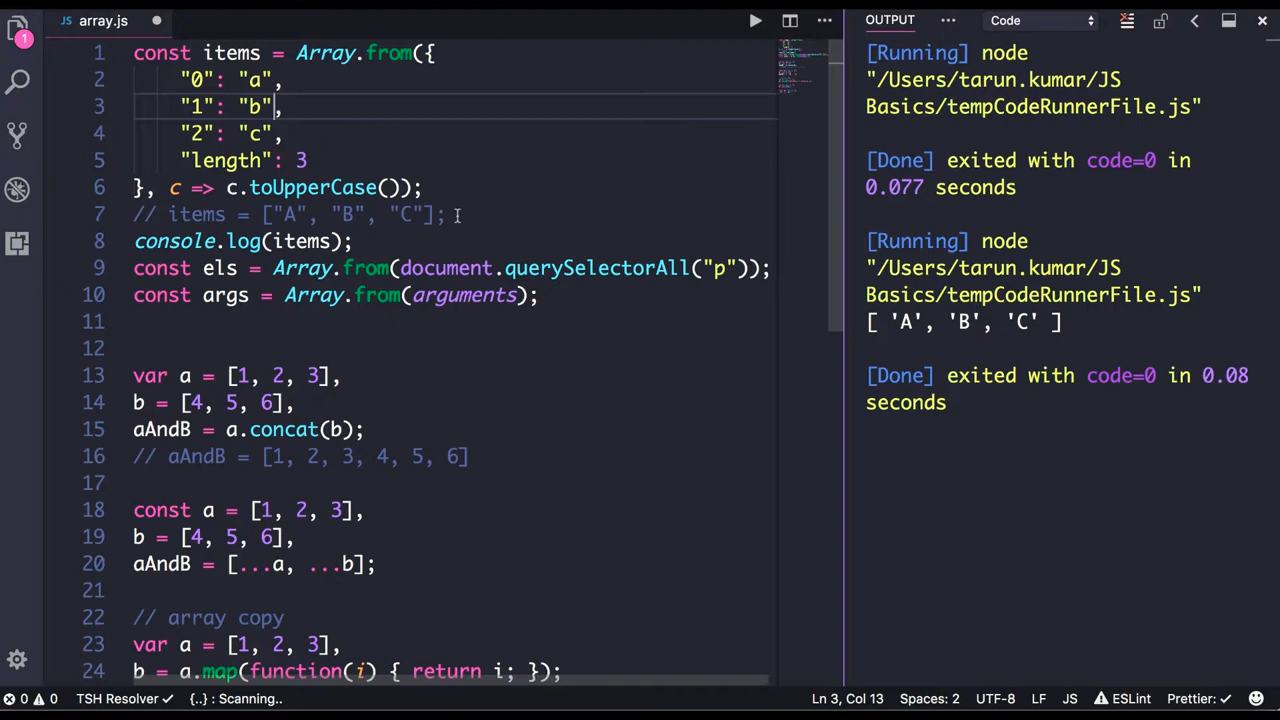 JS array.js
OUTPUT
Code
1
1 const items = Array.from({
2 "0": "a",
3 "1": "b",
4 "2": "c",
5 "length": 3
6 }, c => c.toUpperCase());
7 // items = ["A", "B", "C"];
8 console.log(items);
9 const els = Array.from(document.querySelectorAll("p"));
10 const args = Array.from(arguments);
11
12
13 var a = [1, 2, 3],
14 b = [4, 5, 6],
15 aAndB = a.concat(b);
16 // aAndB = [1, 2, 3, 4, 5, 6]
17
18 const a = [1, 2, 3],
19 b = [4, 5, 6],
20 aAndB = [...a, ...b];
21
22 // array copy
23 var a = [1, 2, 3],
24 b = a.map(function(i) { return i; });
[Running] node
"/Users/tarun.kumar/JS
Basics/tempCodeRunnerFile.js"
[Done] exited with code=0 in
0.077 seconds
[Running] node
"/Users/tarun.kumar/JS
Basics/tempCodeRunnerFile.js"
[ 'A', 'B', 'C' ]
[Done] exited with code=0 in 0.08
seconds
0 0 TSH Resolver {..} : Scanning.. Ln 3, Col 13 Spaces: 2 UTF-8 LF JS ESLint Prettier: